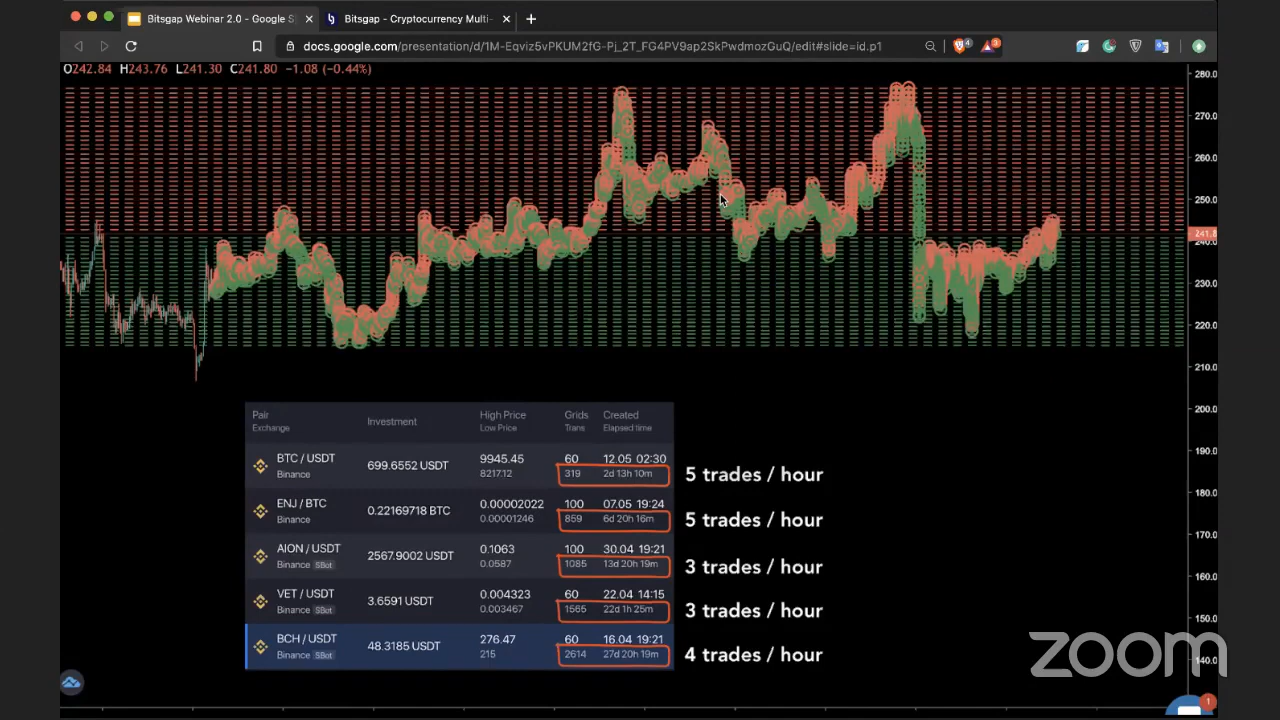 Bitsgap Webinar 2.0 - Google S
Bitsgap - Cryptocurrency Multi-
docs.google.com/presentation/d/1M-Eqviz5vPKUM2fG-Pj_2T_FG4PV9ap2SkPwdmozGuQ/edit#slide=id.p1
4
3
O242.84 H243.76 L241.30 C241.80 −1.08 (−0.44%)
280.0
270.0
260.0
250.0
241.8
240.0
230.0
220.0
210.0
200.0
190.0
180.0
170.0
160.0
150.0
140.0
Pair Investment High Price Grids Created
Exchange Low Price Trans Elapsed time
BTC / USDT 699.6552 USDT 9945.45 60 12.05 02:30
Binance 8217.12 319 2d 13h 10m 5 trades / hour
ENJ / BTC 0.22169718 BTC 0.00002022 100 07.05 19:24
Binance 0.00001246 859 6d 20h 16m 5 trades / hour
AION / USDT 2567.9002 USDT 0.1063 100 30.04 19:21
Binance SBot 0.0587 1085 13d 20h 19m 3 trades / hour
VET / USDT 3.6591 USDT 0.004323 60 22.04 14:15
Binance SBot 0.003467 1565 22d 1h 25m 3 trades / hour
BCH / USDT 48.3185 USDT 276.47 60 16.04 19:21
Binance SBot 215 2614 27d 20h 19m 4 trades / hour
zoom
1